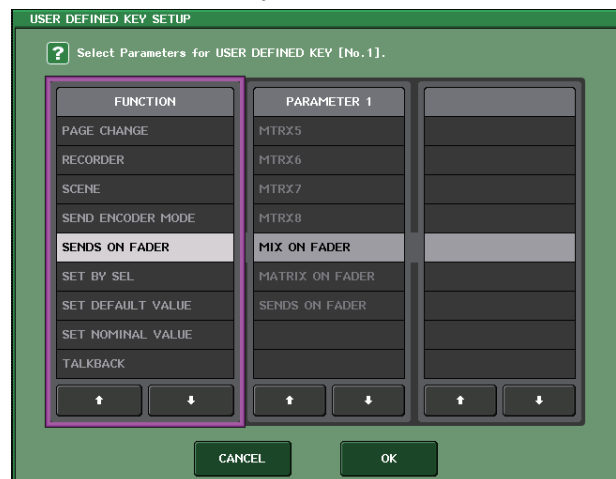 USER DEFINED KEY SETUP
? Select Parameters for USER DEFINED KEY [No.1].
FUNCTION
PAGE CHANGE
RECORDER
SCENE
SEND ENCODER MODE
SENDS ON FADER
SET BY SEL
SET DEFAULT VALUE
SET NOMINAL VALUE
TALKBACK
PARAMETER 1
MTRX5
MTRX6
MTRX7
MTRX8
MIX ON FADER
MATRIX ON FADER
SENDS ON FADER
CANCEL
OK